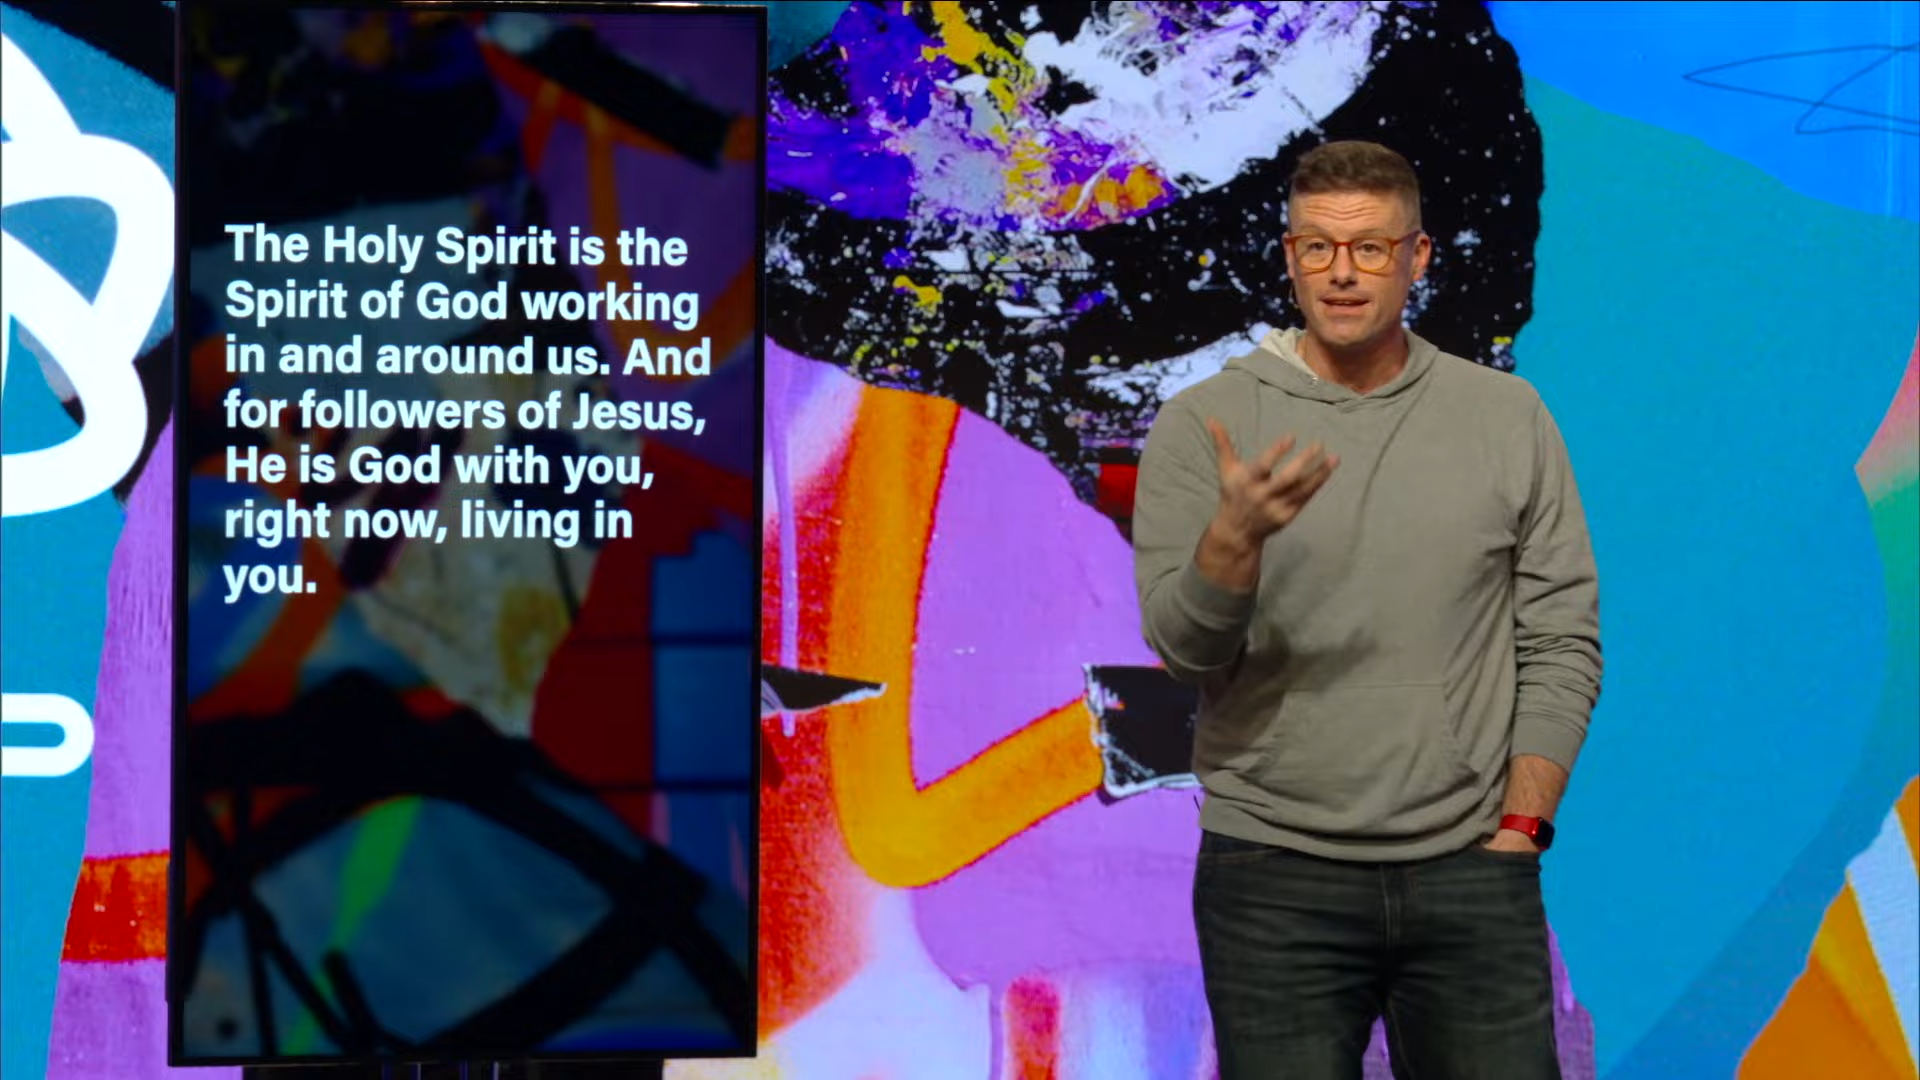 The Holy Spirit is the
Spirit of God working
in and around us. And
for followers of Jesus,
He is God with you,
right now, living in
you.